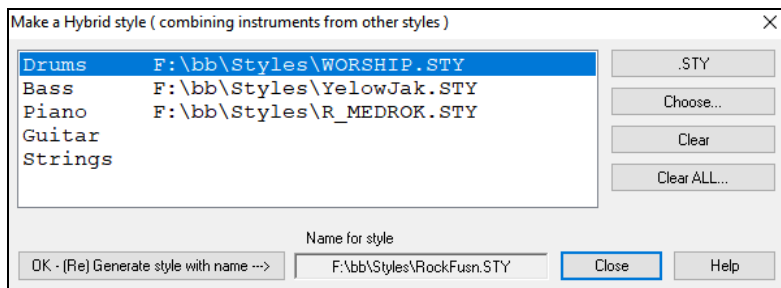 Make a Hybrid style ( combining instruments from other styles )
Drums F:\bb\Styles\WORSHIP.STY
Bass F:\bb\Styles\YelowJak.STY
Piano F:\bb\Styles\R_MEDROK.STY
Guitar
Strings
.STY
Choose...
Clear
Clear ALL...
Name for style
OK - (Re) Generate style with name --->
F:\bb\Styles\RockFusn.STY
Close
Help